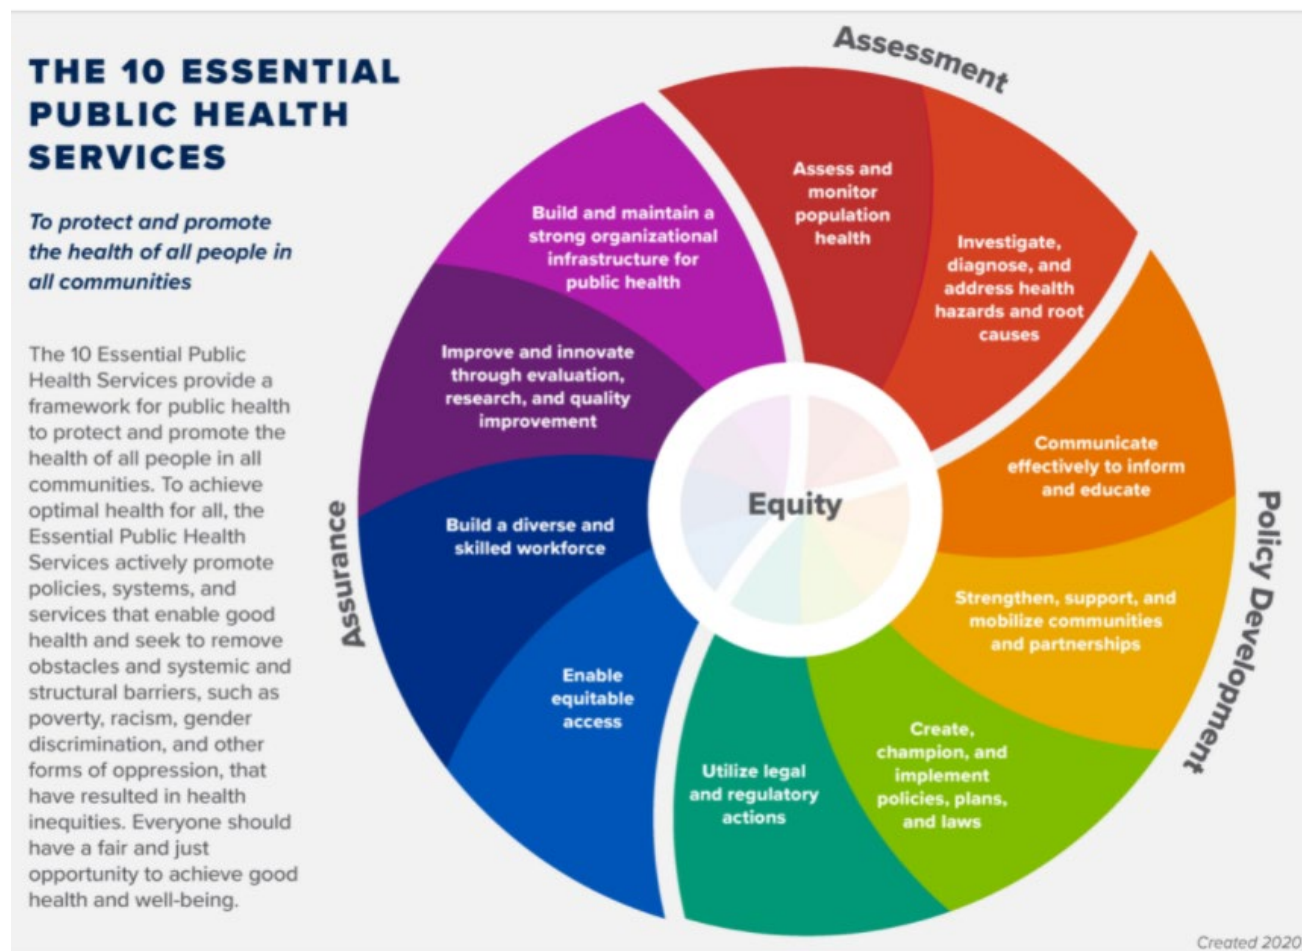 THE 10 ESSENTIAL
PUBLIC HEALTH
SERVICES
To protect and promote
the health of all people in
all communities
The 10 Essential Public
Health Services provide a
framework for public health
to protect and promote the
health of all people in all
communities. To achieve
optimal health for all, the
Essential Public Health
Services actively promote
policies, systems, and
services that enable good
health and seek to remove
obstacles and systemic and
structural barriers, such as
poverty, racism, gender
discrimination, and other
forms of oppression, that
have resulted in health
inequities. Everyone should
have a fair and just
opportunity to achieve good
health and well-being.
Assessment
Assess and
monitor
population
health
Investigate,
diagnose, and
address health
hazards and root
causes
Policy Development
Communicate
effectively to inform
and educate
Strengthen, support, and
mobilize communities
and partnerships
Create,
champion, and
implement
policies, plans,
and laws
Utilize legal
and regulatory
actions
Assurance
Enable
equitable
access
Build a diverse and
skilled workforce
Improve and innovate
through evaluation,
research, and quality
improvement
Build and maintain a
strong organizational
infrastructure for
public health
Equity
Created 2020